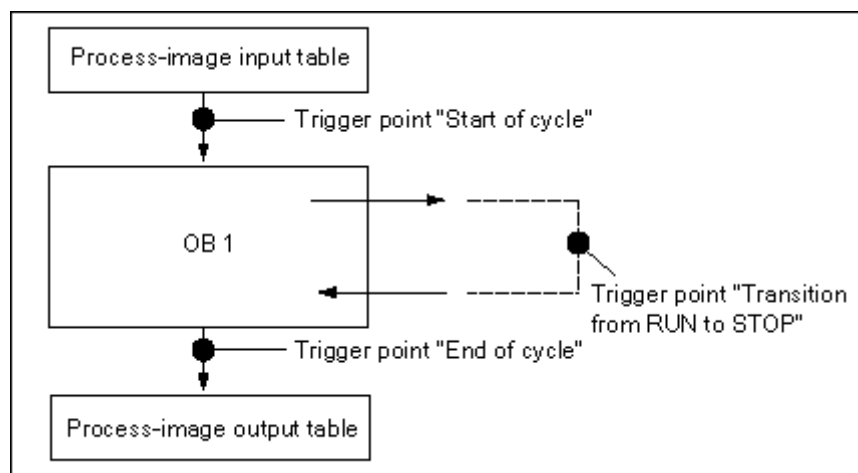 Process-image input table
Trigger point "Start of cycle"
OB 1
Trigger point "Transition
from RUN to STOP"
Trigger point "End of cycle"
Process-image output table